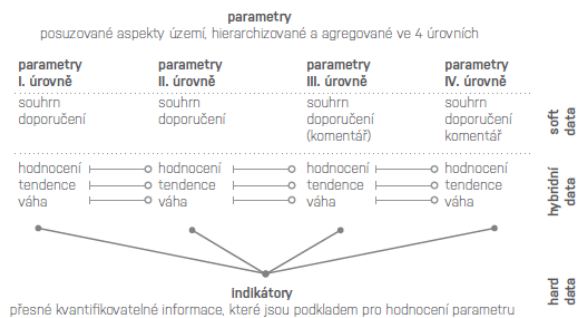 parametry
posuzované aspekty území, hierarchizované a agregované ve 4 úrovních
parametry
I. úrovně
souhrn
doporučení
parametry
II. úrovně
souhrn
doporučení
parametry
III. úrovně
souhrn
doporučení
(komentář)
parametry
IV. úrovně
souhrn
doporučení
komentář
soft
data
hodnocení hodnocení hodnocení hodnocení
tendence tendence tendence tendence
váha váha váha váha
hybridní
data
indikátory
přesné kvantifikovatelné informace, které jsou podkladem pro hodnocení parametru
hard
data